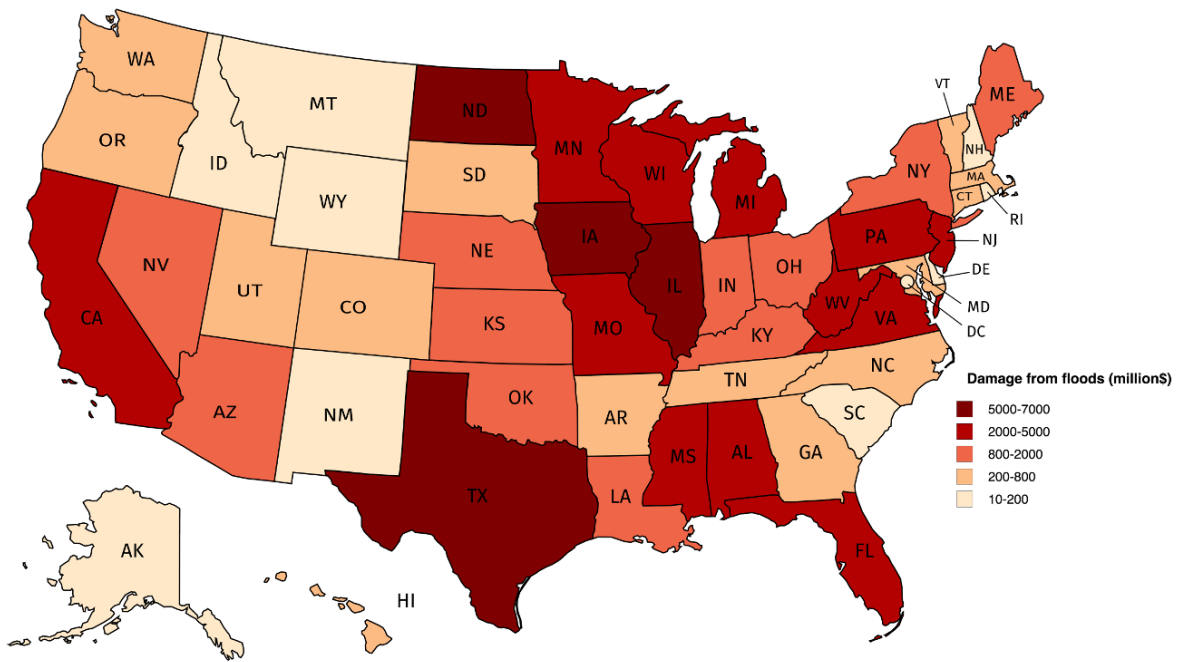 WA
MT
ND
MN
ME
VT
OR
ID
SD
WI
NY
NH
MA
CT
RI
WY
MI
IA
PA
NJ
NV
NE
IL
IN
OH
DE
UT
CO
WV
VA
MD
DC
CA
KS
MO
KY
NC
TN
AZ
NM
OK
AR
SC
GA
MS
AL
LA
TX
FL
AK
HI
Damage from floods (million$)
5000-7000
2000-5000
800-2000
200-800
10-200